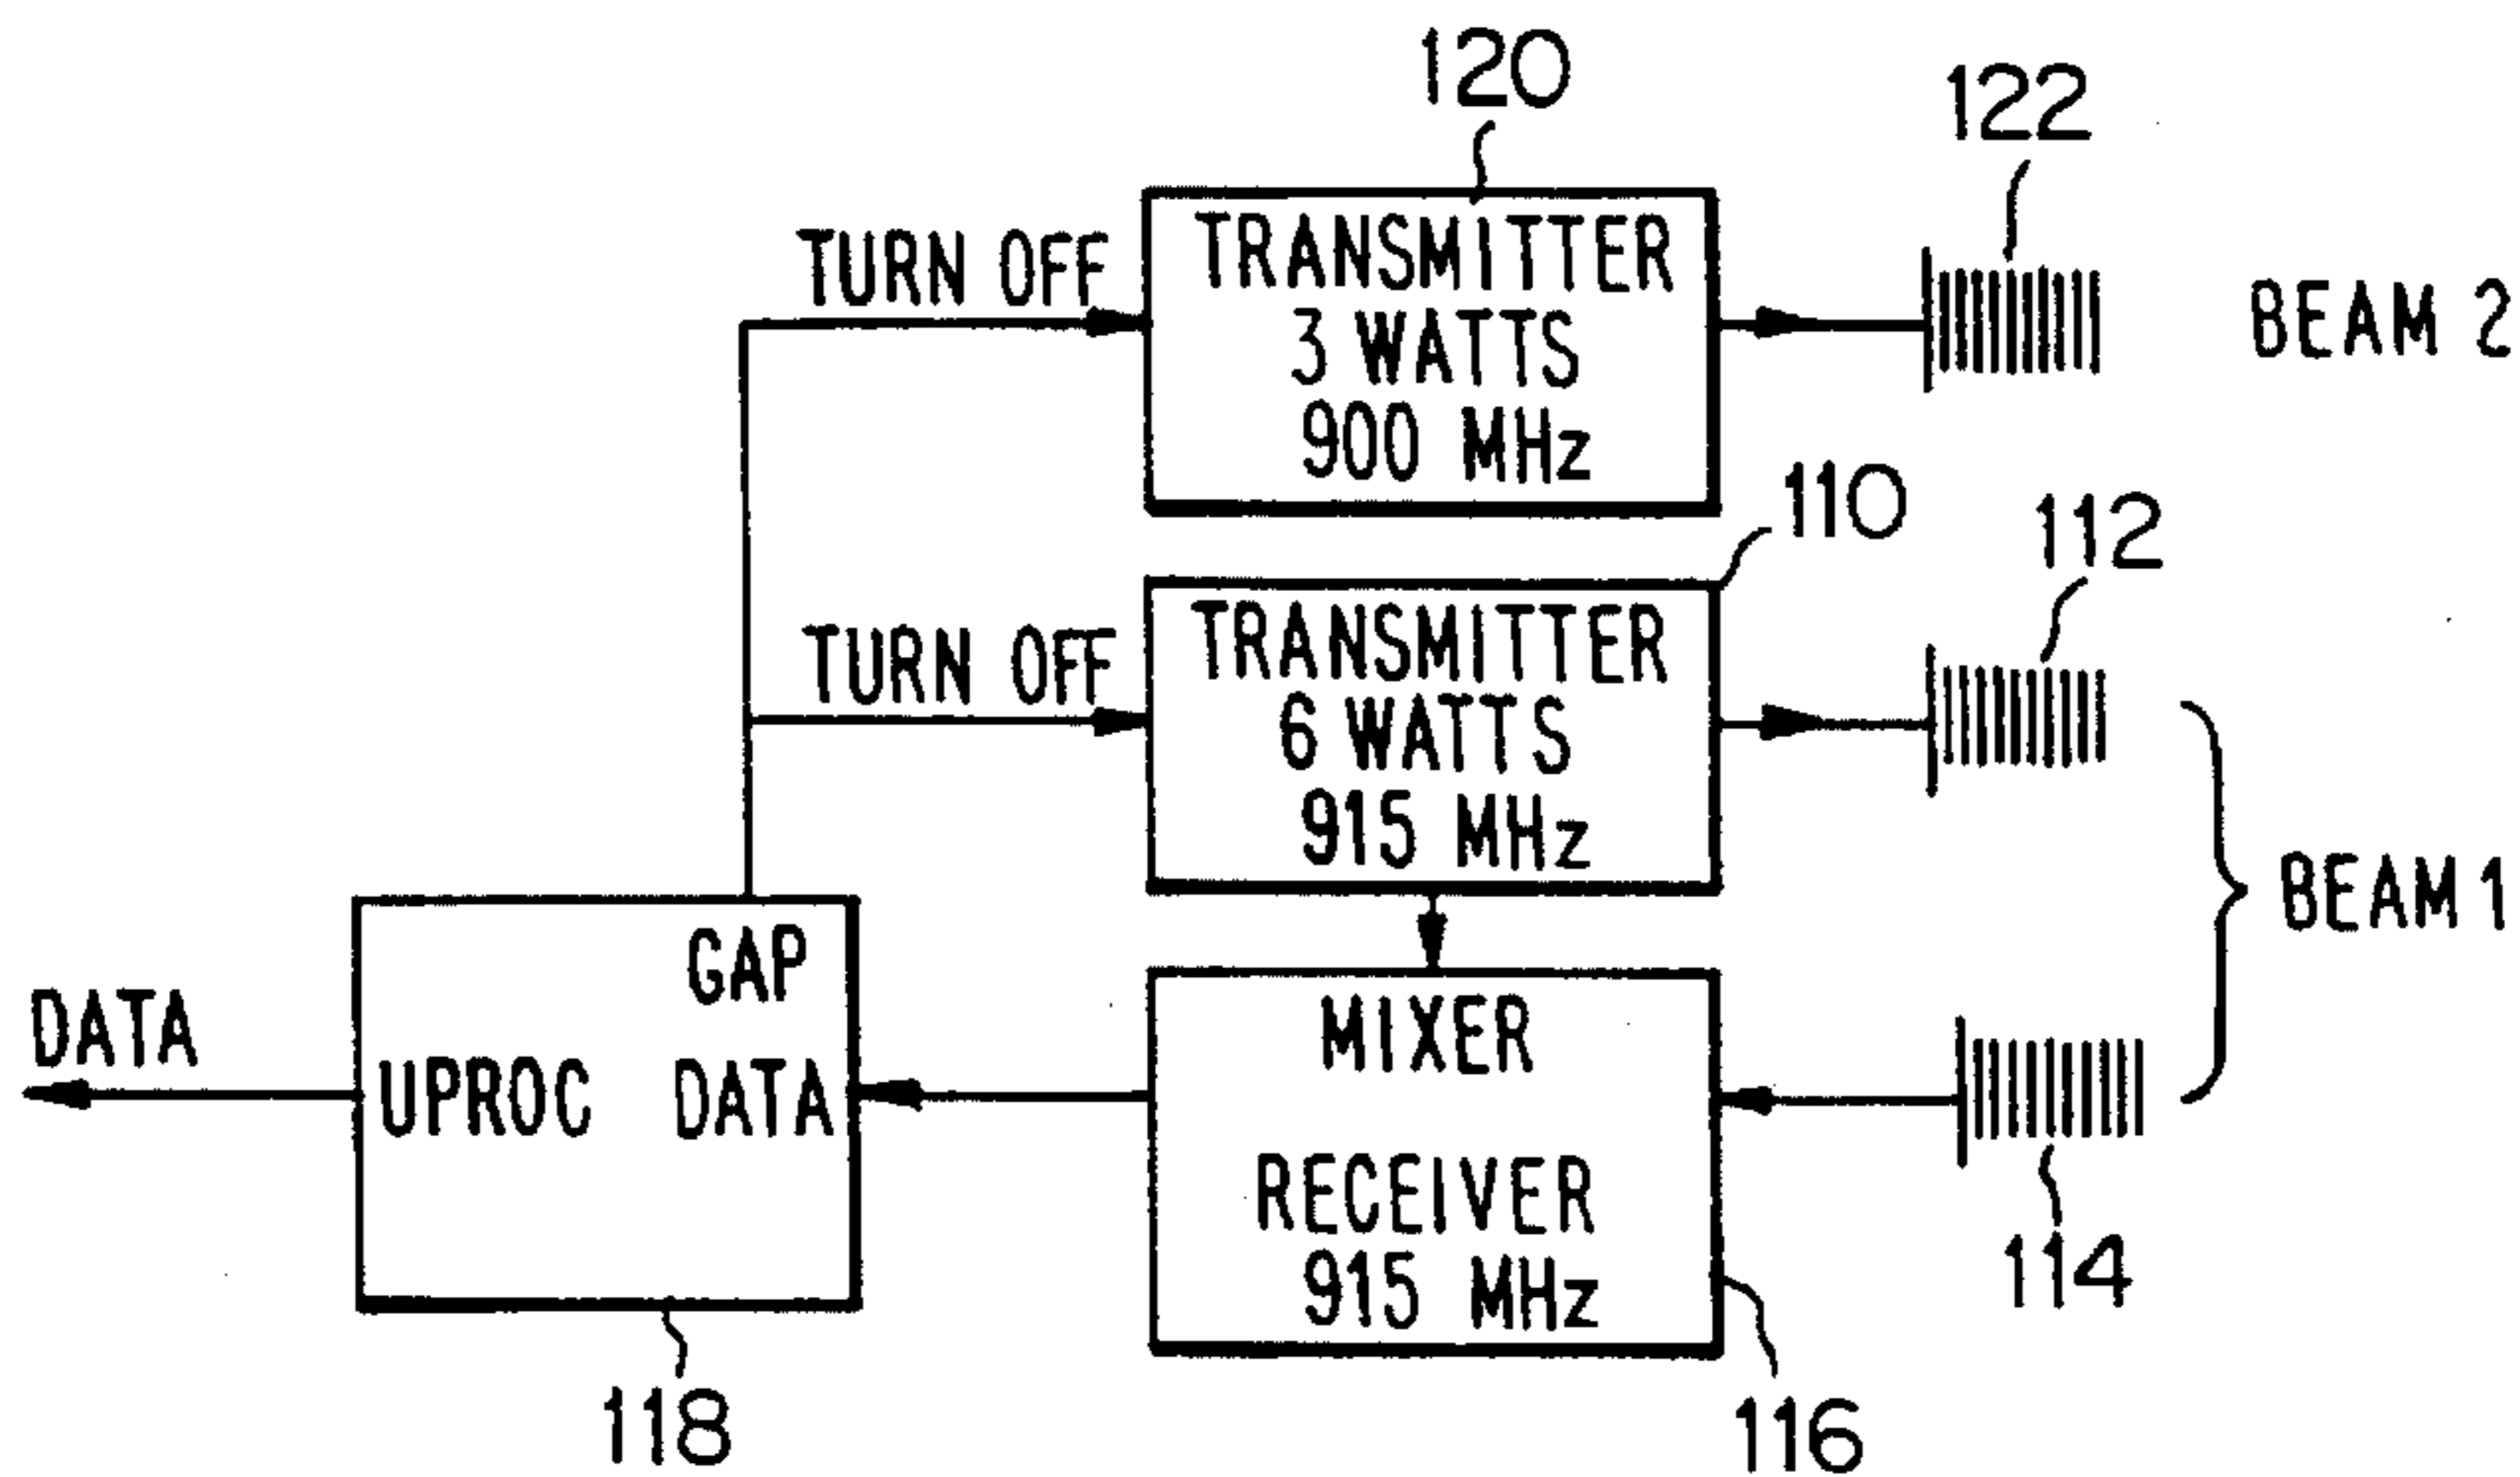 120
122
TURN OFF
TRANSMITTER
3 WATTS
900 MHz
BEAM 2
110
112
TURN OFF
TRANSMITTER
6 WATTS
915 MHz
BEAM 1
GAP
DATA
UPROC DATA
MIXER
RECEIVER
915 MHz
114
118
116